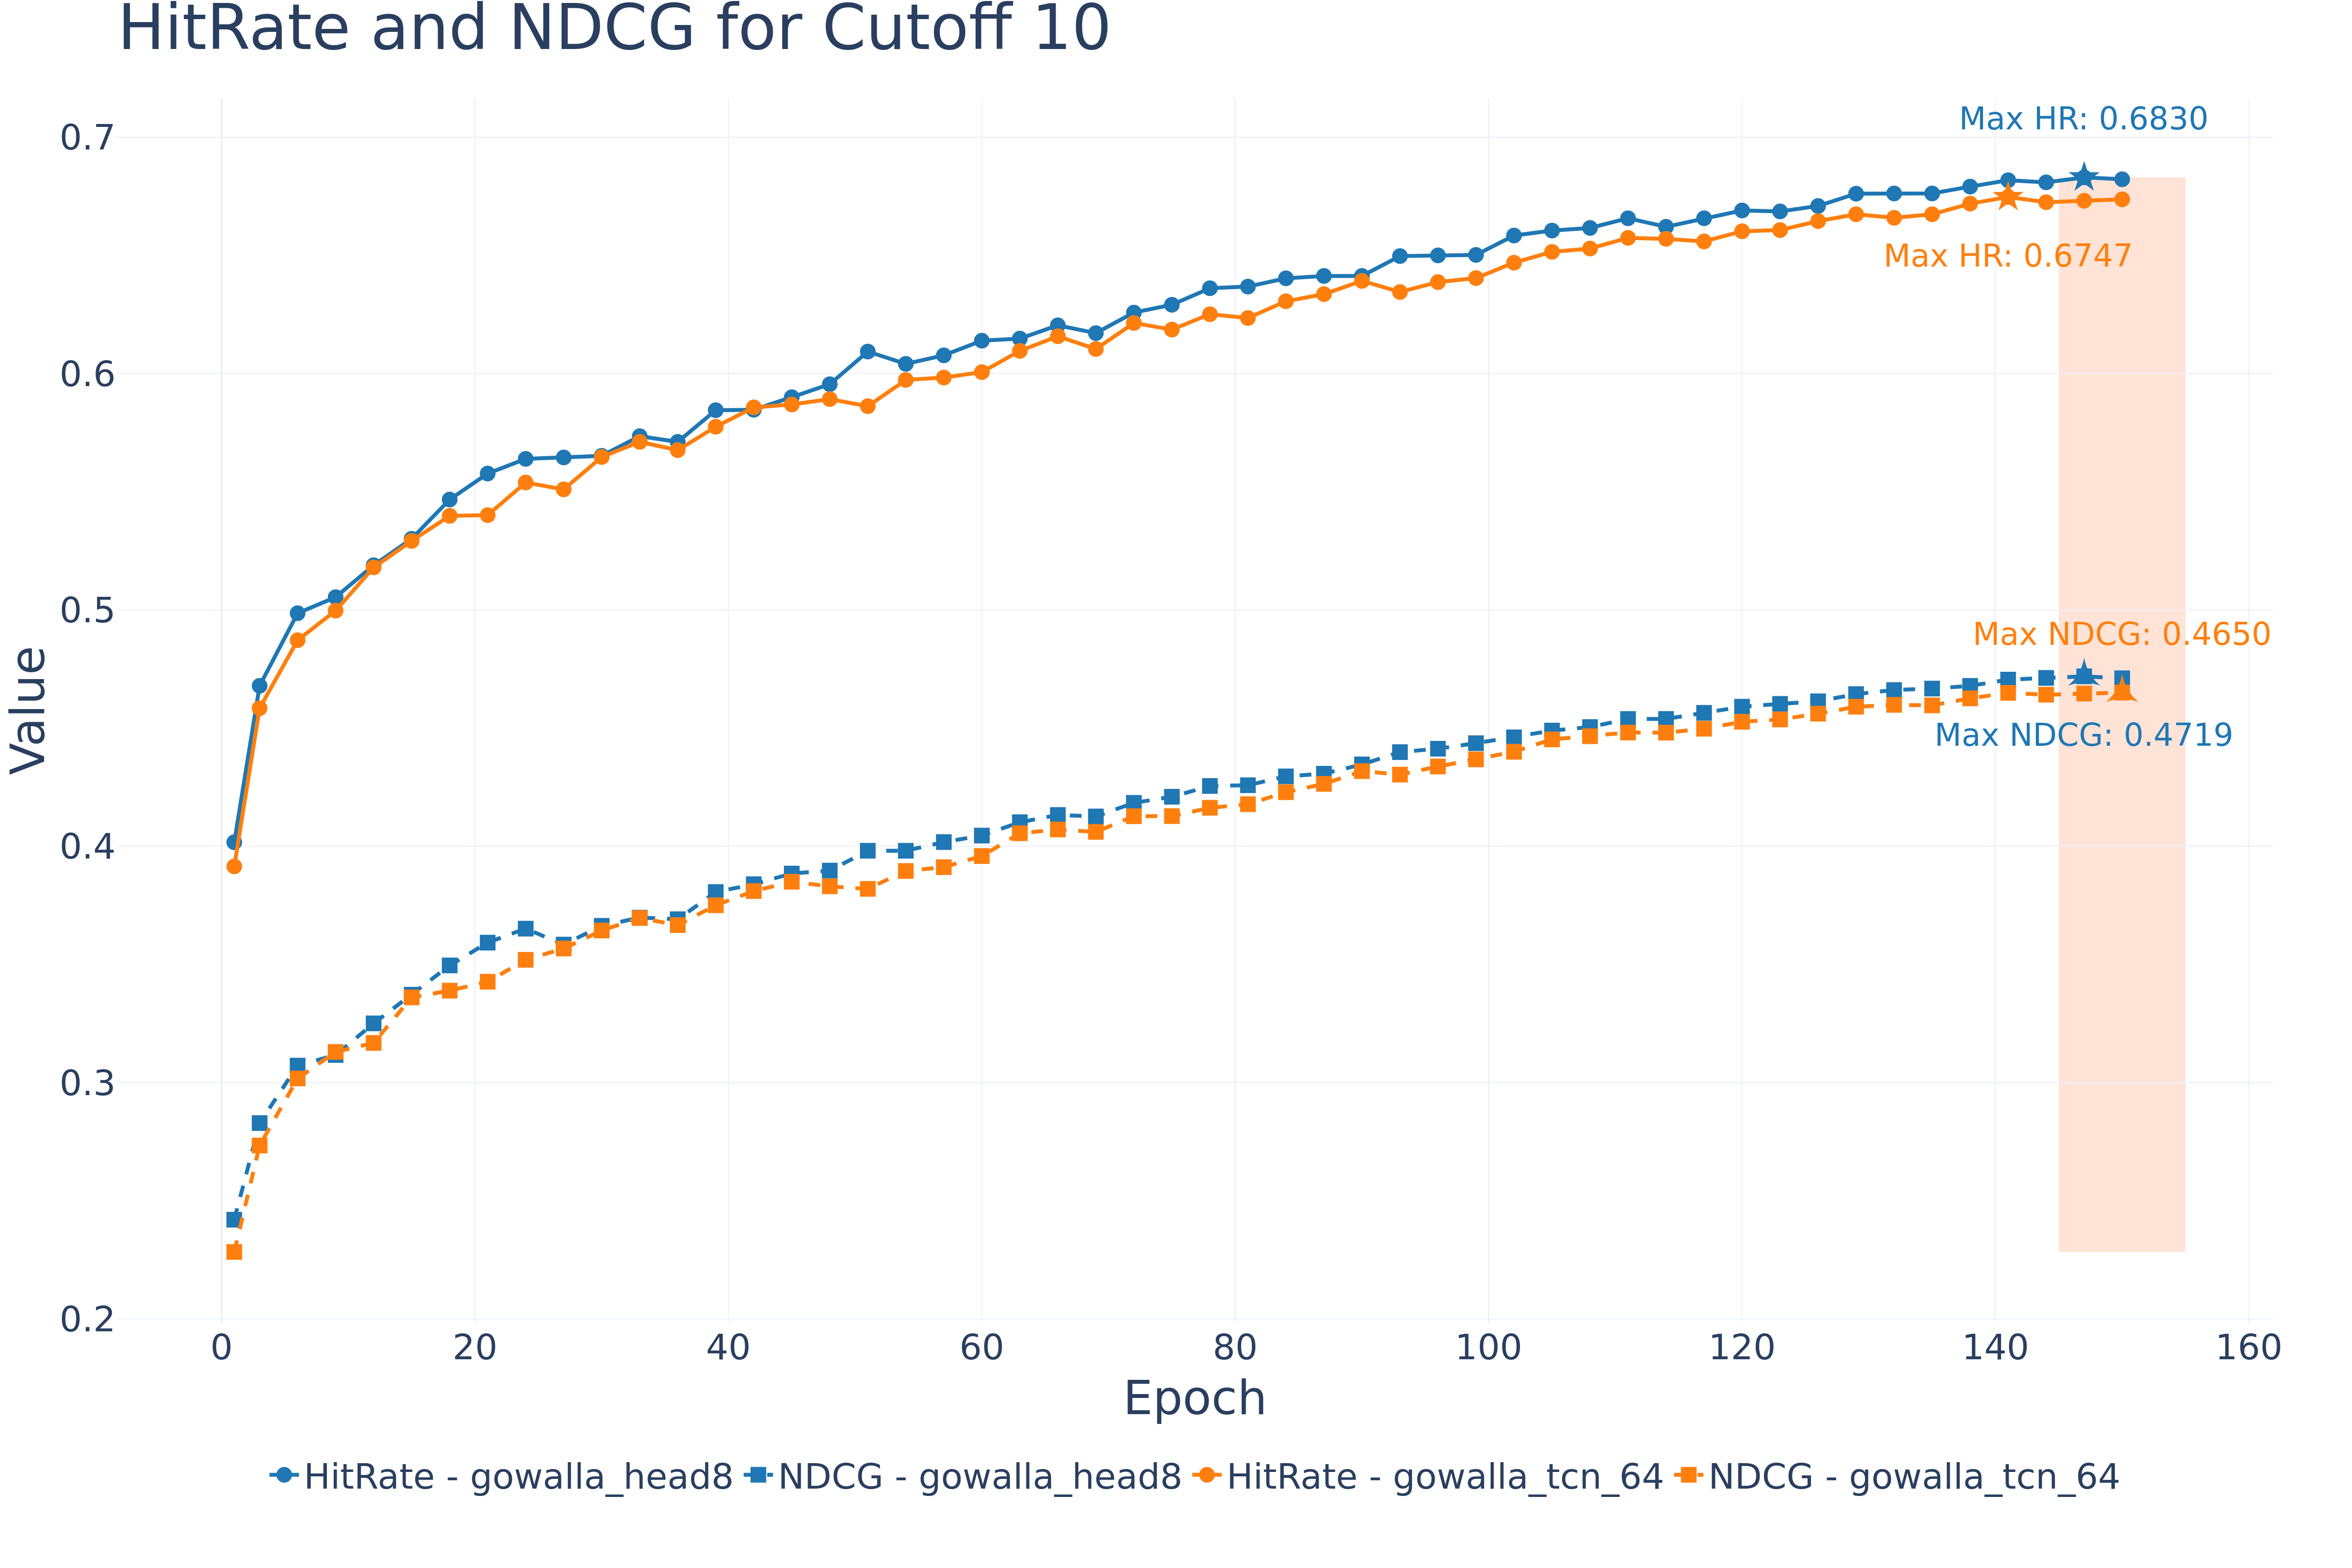 HitRate and NDCG for Cutoff 10
Max HR: 0.6830
0.7
Max HR: 0.6747
0.6
0.5
Max NDCG: 0.4650
Max NDCG: 0.4719
Value
0.4
0.3
0.2
0 20 40 60 80 100 120 140 160
Epoch
HitRate - gowalla_head8 NDCG - gowalla_head8 HitRate - gowalla_tcn_64 NDCG - gowalla_tcn_64